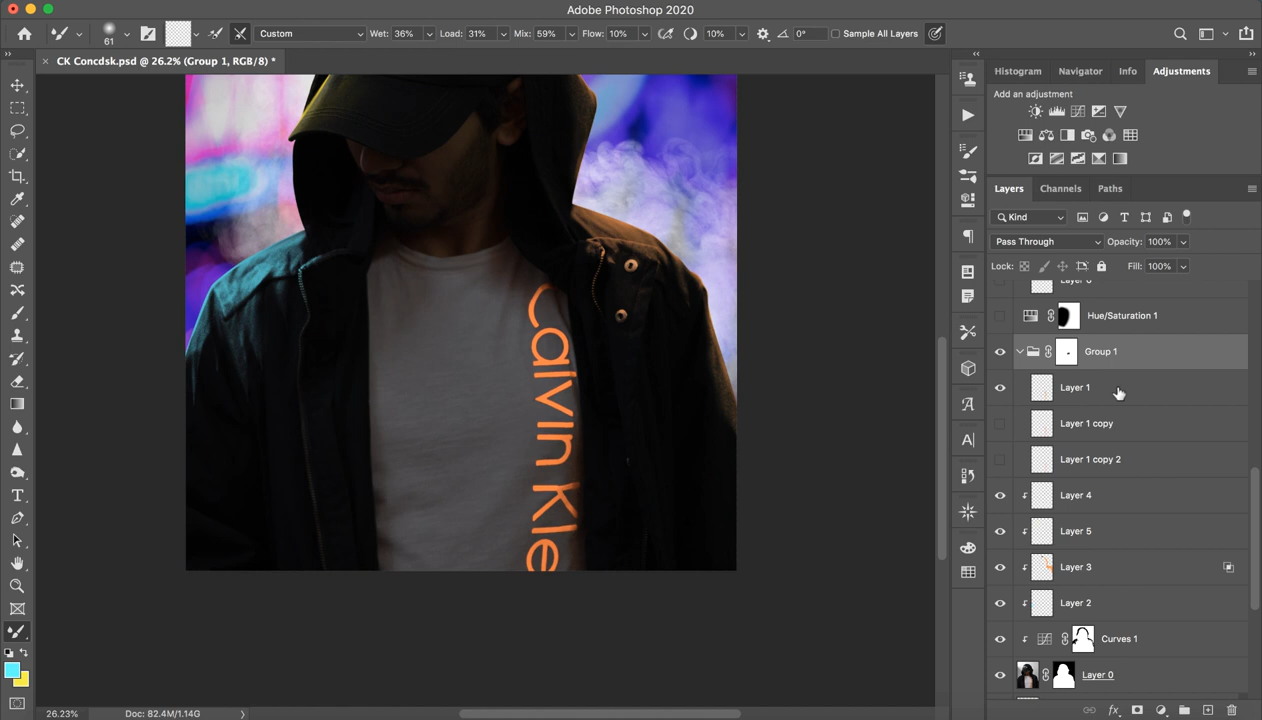 Adobe Photoshop 2020
61
Custom
Wet: 36%
Load: 31%
Mix: 59%
Flow: 10%
10%
0°
Sample All Layers
CK Concdsk.psd @ 26.2% (Group 1, RGB/8) *
Histogram
Navigator
Info
Adjustments
Add an adjustment
Layers
Channels
Paths
Kind
Pass Through
Opacity: 100%
Lock:
Fill: 100%
Hue/Saturation 1
Group 1
Layer 1
Layer 1 copy
Layer 1 copy 2
Layer 4
Layer 5
Layer 3
Layer 2
Curves 1
Layer 0
Calvin Kle
26.23%
Doc: 82.4M/1.14G